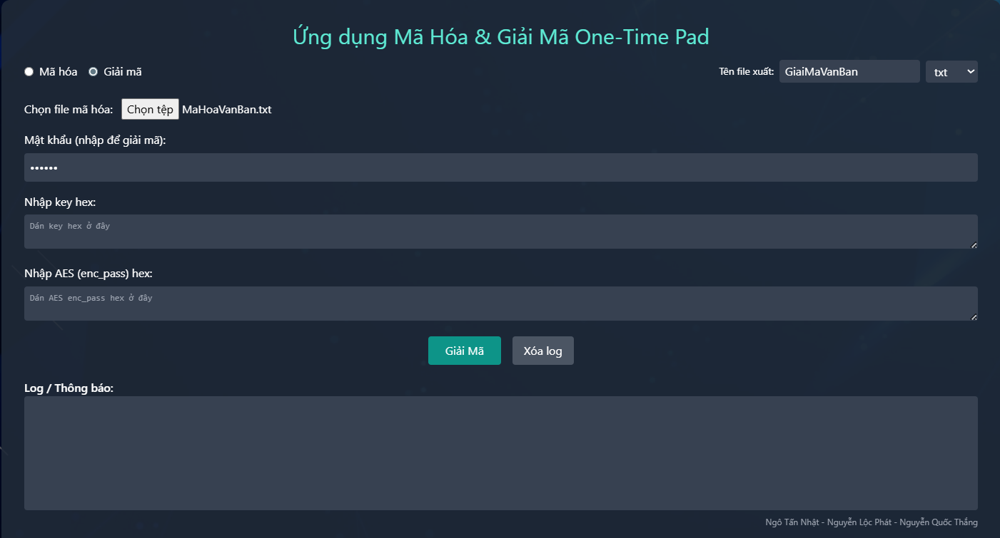 Ứng dụng Mã Hóa & Giải Mã One-Time Pad
Mã hóa Giải mã Tên file xuất: GiaiMaVanBan txt
Chọn file mã hóa: Chọn tệp MaHoaVanBan.txt
Mật khẩu (nhập để giải mã):
••••••
Nhập key hex:
Dán key hex ở đây
Nhập AES (enc_pass) hex:
Dán AES enc_pass hex ở đây
Giải Mã Xóa log
Log / Thông báo:
Ngô Tấn Nhật - Nguyễn Lộc Phát - Nguyễn Quốc Thắng